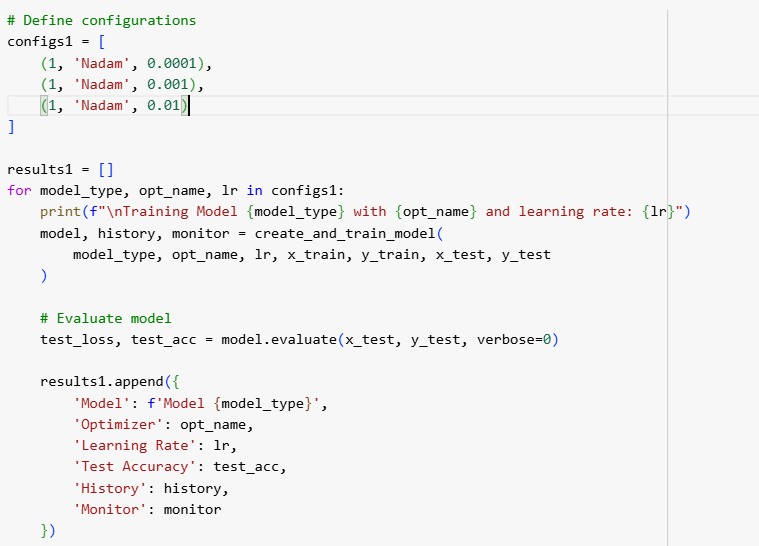 # Define configurations
configs1 = [
    (1, 'Nadam', 0.0001),
    (1, 'Nadam', 0.001),
    (1, 'Nadam', 0.01)
]

results1 = []
for model_type, opt_name, lr in configs1:
    print(f"\nTraining Model {model_type} with {opt_name} and learning rate: {lr}")
    model, history, monitor = create_and_train_model(
        model_type, opt_name, lr, x_train, y_train, x_test, y_test
    )

    # Evaluate model
    test_loss, test_acc = model.evaluate(x_test, y_test, verbose=0)

    results1.append({
        'Model': f'Model {model_type}',
        'Optimizer': opt_name,
        'Learning Rate': lr,
        'Test Accuracy': test_acc,
        'History': history,
        'Monitor': monitor
    })